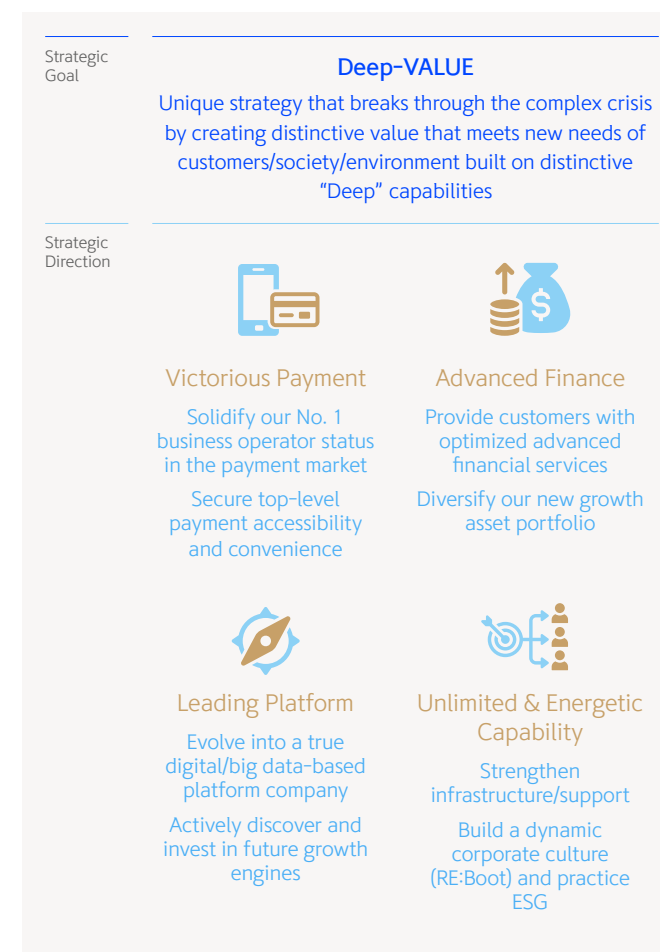 Strategic
Goal
Deep-VALUE
Unique strategy that breaks through the complex crisis
by creating distinctive value that meets new needs of
customers/society/environment built on distinctive
“Deep” capabilities
Strategic
Direction
Victorious Payment
Solidify our No. 1
business operator status
in the payment market
Secure top-level
payment accessibility
and convenience
$
Advanced Finance
Provide customers with
optimized advanced
financial services
Diversify our new growth
asset portfolio
Leading Platform
Evolve into a true
digital/big data-based
platform company
Actively discover and
invest in future growth
engines
Unlimited & Energetic
Capability
Strengthen
infrastructure/support
Build a dynamic
corporate culture
(RE:Boot) and practice
ESG